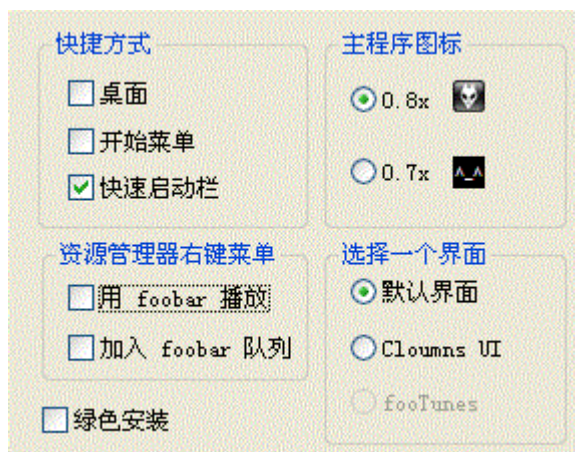 快捷方式
桌面
开始菜单
快速启动栏
主程序图标
0.8x
0.7x ^_^
资源管理器右键菜单
用 foobar 播放
加入 foobar 队列
选择一个界面
默认界面
Cloumns UI
fooTunes
绿色安装